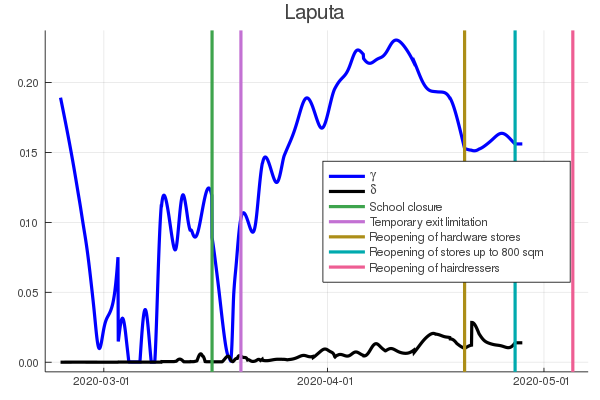 Laputa
0.20
0.15
0.10
0.05
0.00
γ
δ
School closure
Temporary exit limitation
Reopening of hardware stores
Reopening of stores up to 800 sqm
Reopening of hairdressers
2020-03-01 2020-04-01 2020-05-01